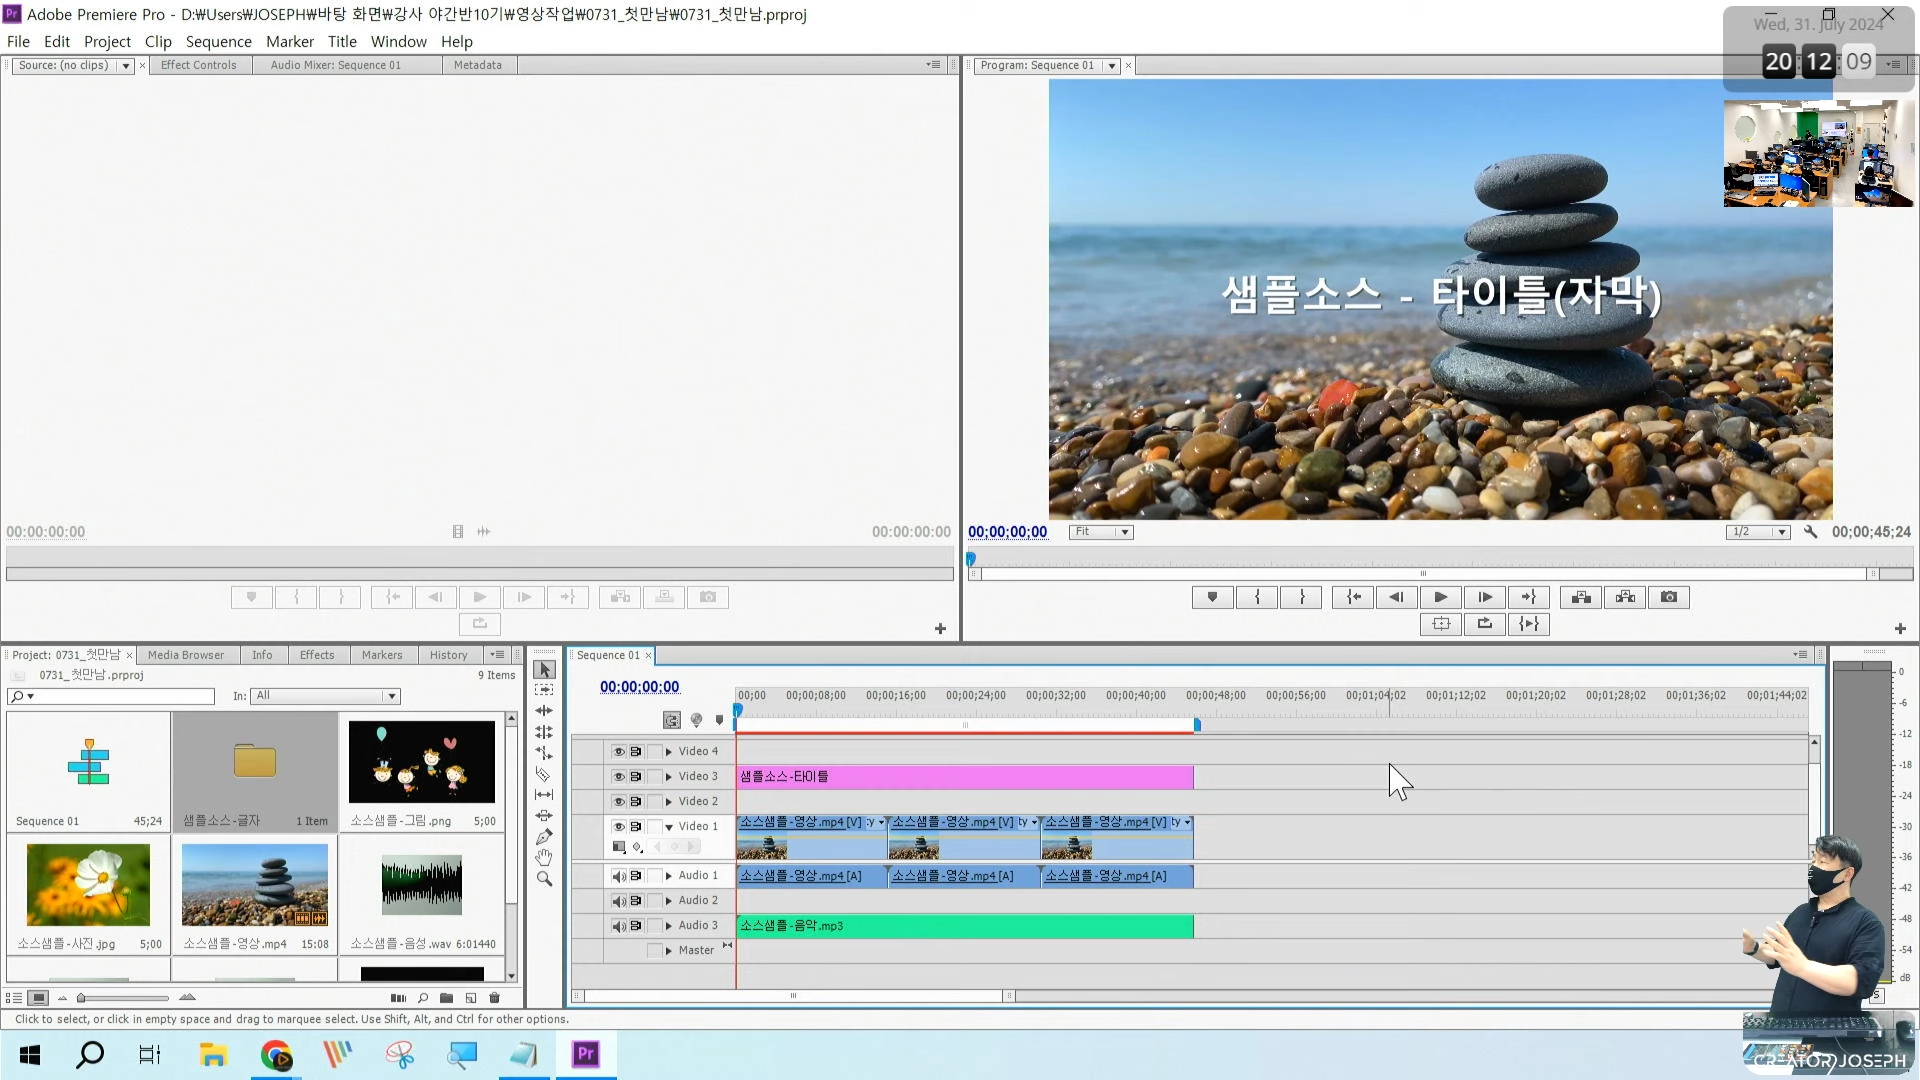 Adobe Premiere Pro - D:₩Users₩JOSEPH₩바탕 화면₩강사 야간반10기₩영상작업₩0731_첫만남₩0731_첫만남.prproj
Wed, 31. July 2024
20:12:09
File Edit Project Clip Sequence Marker Title Window Help
Source: (no clips) Effect Controls Audio Mixer: Sequence 01 Metadata
Program: Sequence 01
샘플소스 - 타이틀(자막)
00:00:00:00 00:00:00:00
00;00;00;00 Fit 1/2 00;00;45;24
Project: 0731_첫만남 Media Browser Info Effects Markers History
0731_첫만남.prproj 9 Items
In: All
Sequence 01 45;24
샘플소스-글자 1 Item
소스샘플-그림.png 5;00
소스샘플-사진.jpg 5;00
소스샘플-영상.mp4 15:08
소스샘플-음성.wav 6:01440
Sequence 01
00:00:00:00
00;00 00;00;08;00 00;00;16;00 00;00;24;00 00;00;32;00 00;00;40;00 00;00;48;00 00;00;56;00 00;01;04;02 00;01;12;02 00;01;20;02 00;01;28;02 00;01;36;02 00;01;44;02
Video 4
Video 3 샘플소스-타이틀
Video 2
Video 1 소스샘플-영상.mp4 [V] 소스샘플-영상.mp4 [V] 소스샘플-영상.mp4 [V]
Audio 1 소스샘플-영상.mp4 [A] 소스샘플-영상.mp4 [A] 소스샘플-영상.mp4 [A]
Audio 2
Audio 3 소스샘플-음악.mp3
Master
0
-6
-12
-18
-24
-30
-36
-42
-48
-54
dB
S
Click to select, or click in empty space and drag to marquee select. Use Shift, Alt, and Ctrl for other options.
Pr
CREATOR JOSEPH